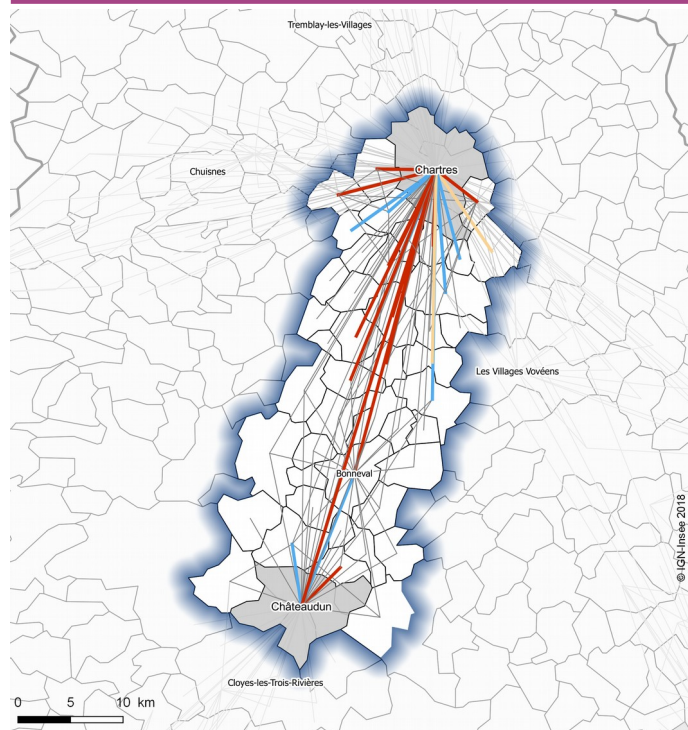 Tremblay-les-Villages
Chartres
Chuisnes
Les Villages Vovéens
Bonneval
© IGN-Insee 2018
Châteaudun
Cloyes-les-Trois-Rivières
0 5 10 km